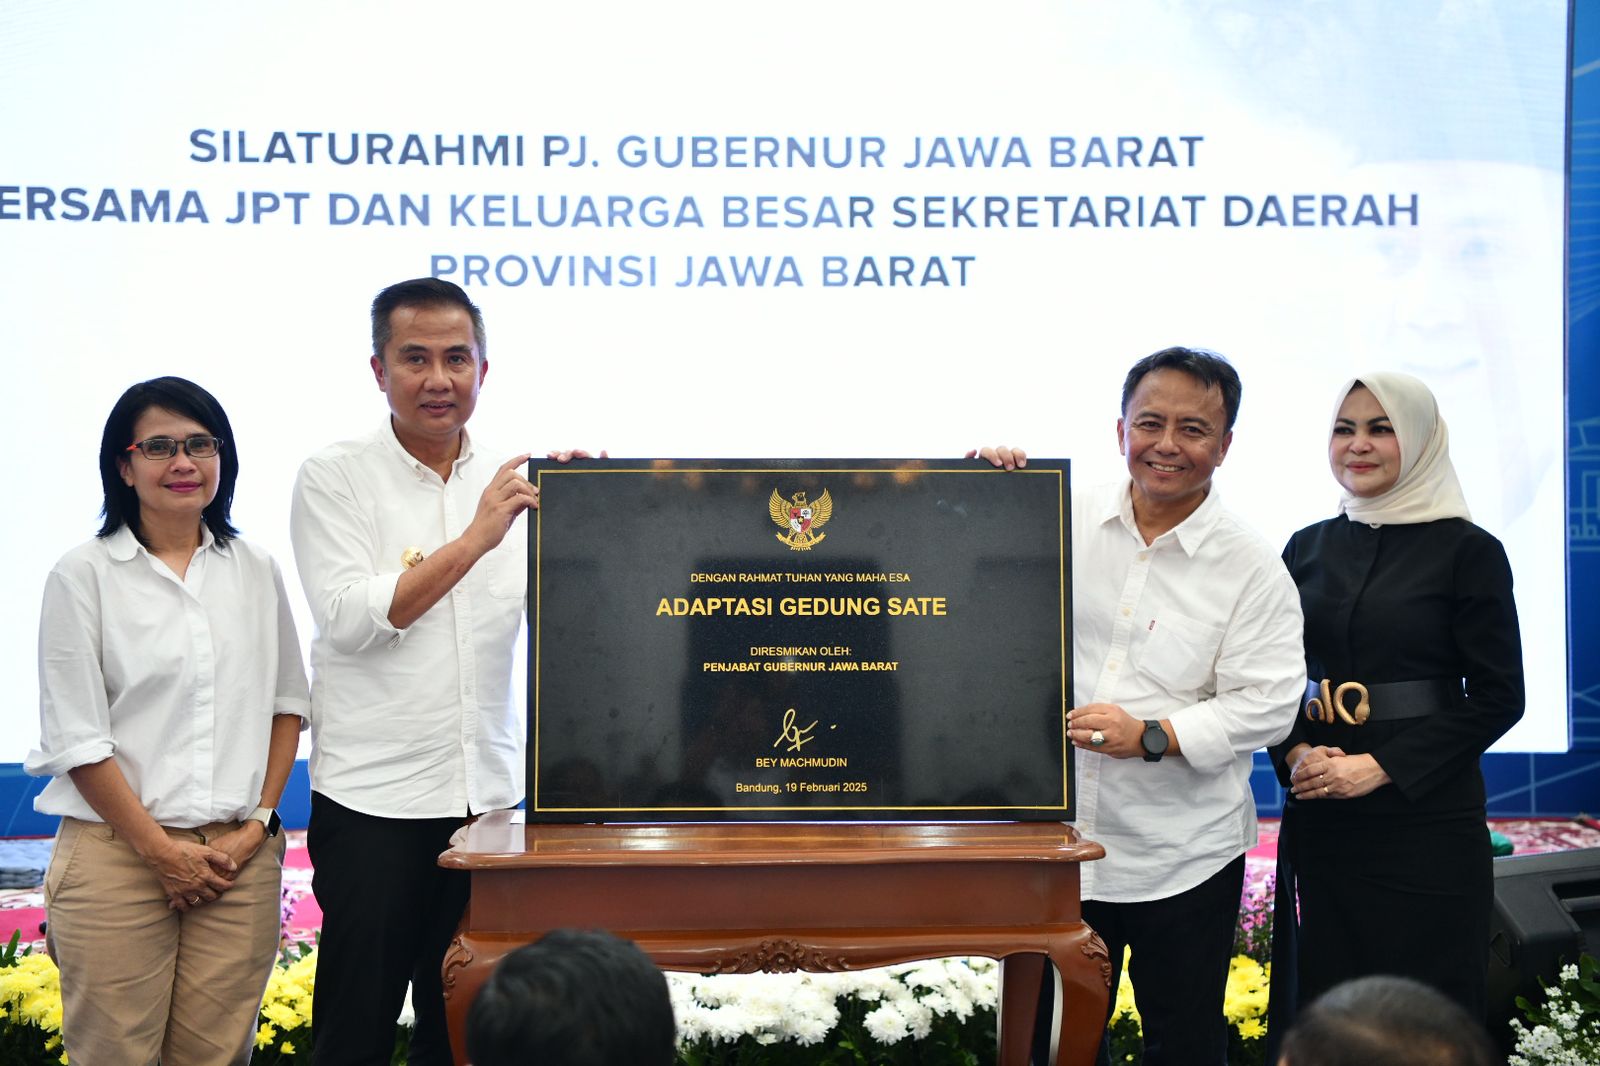 SILATURAHMI PJ. GUBERNUR JAWA BARAT
ERSAMA JPT DAN KELUARGA BESAR SEKRETARIAT DAERAH
PROVINSI JAWA BARAT
DENGAN RAHMAT TUHAN YANG MAHA ESA
ADAPTASI GEDUNG SATE
DIRESMIKAN OLEH:
PENJABAT GUBERNUR JAWA BARAT
BEY MACHMUDIN
Bandung, 19 Februari 2025